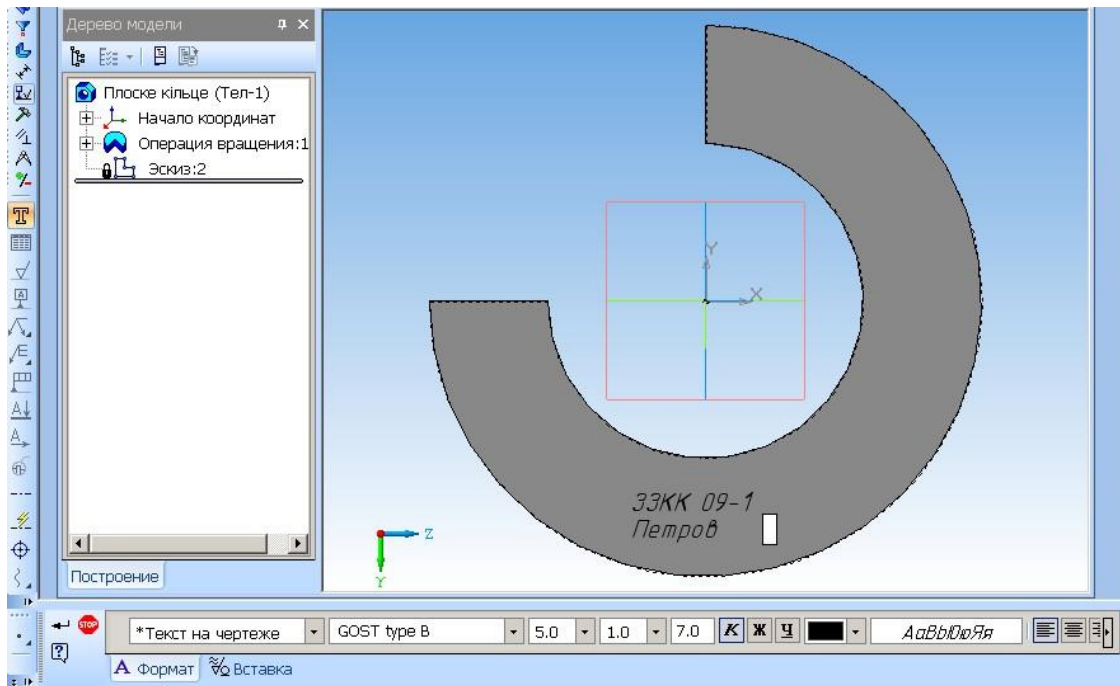 Дерево модели
Плоске кільце (Тел-1)
Начало координат
Операция вращения:1
Эскиз:2
Построение
Y
X
Z
Y
ЗЗКК 09-1
Петров
*Текст на чертеже
GOST type B
5.0
1.0
7.0
К Ж Ч
АаВbБбЮюЯя
Формат
Вставка